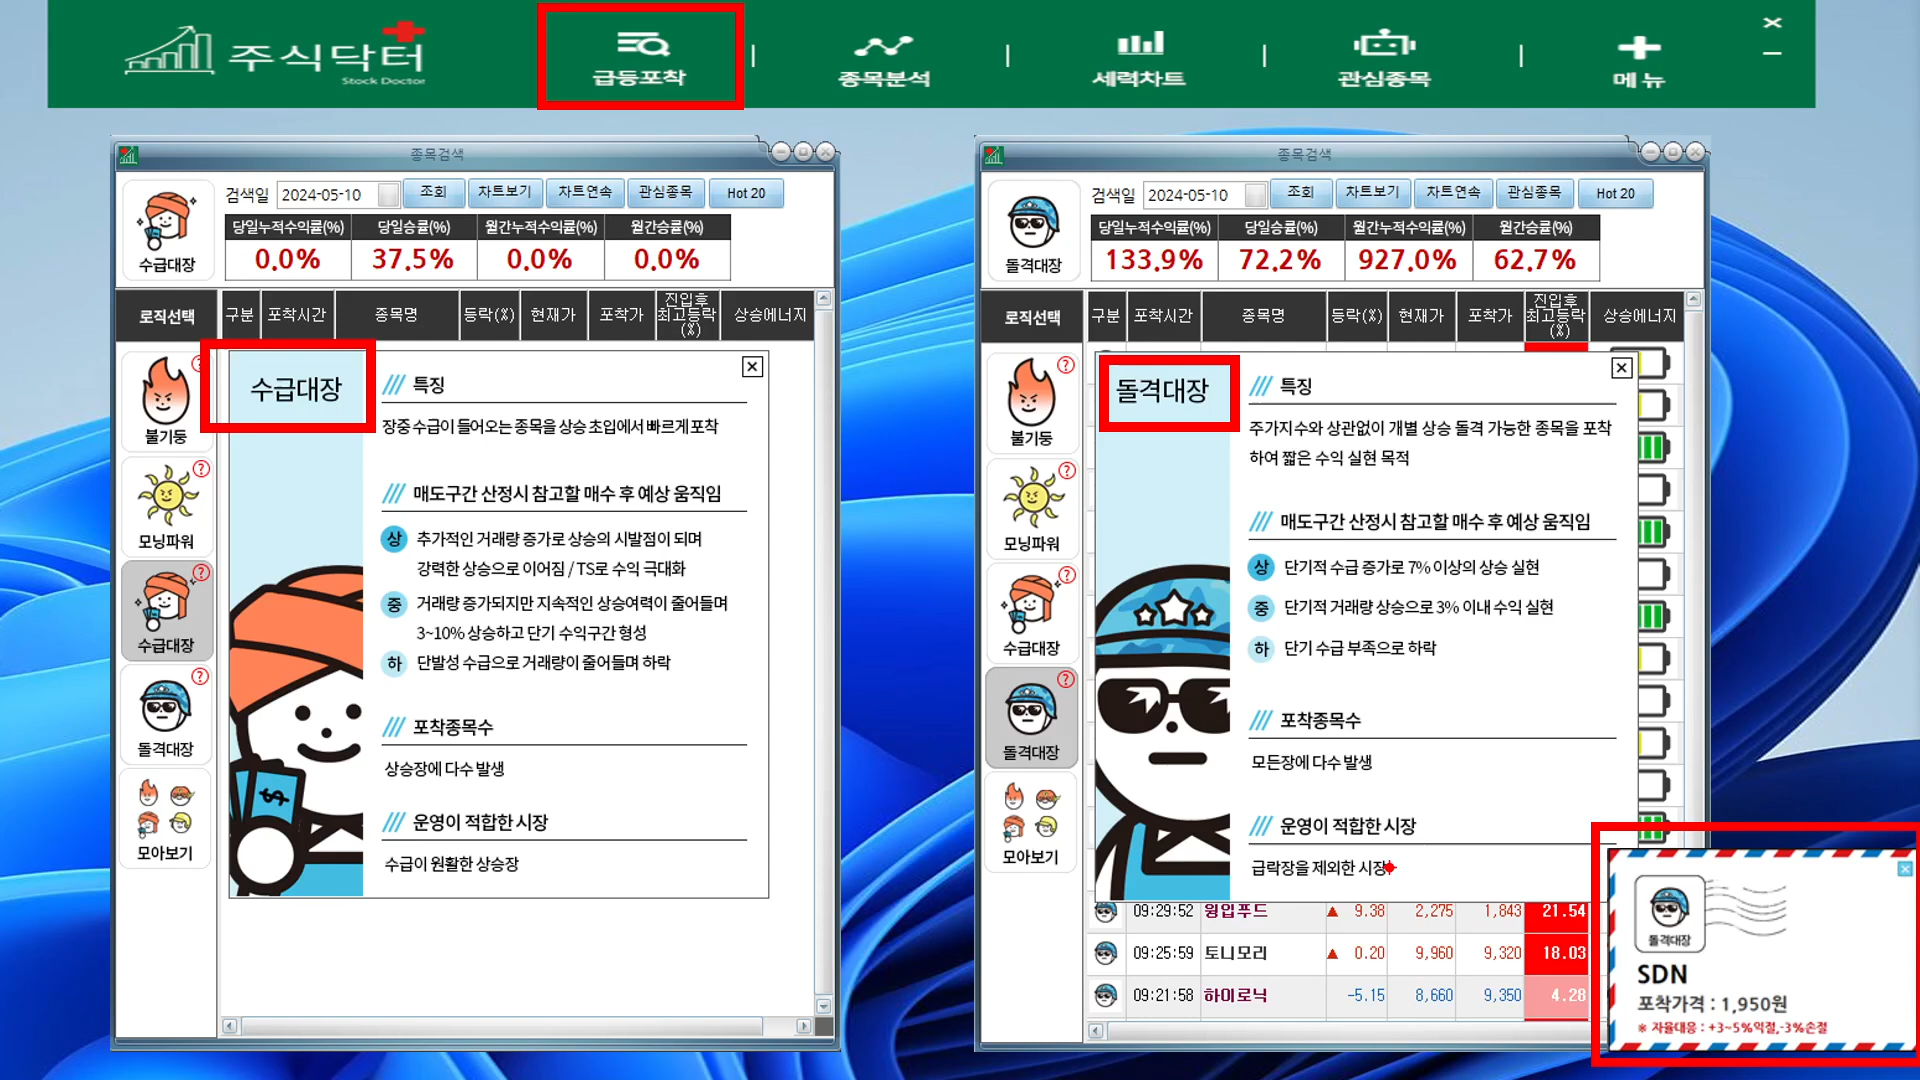 주식닥터
Stock Doctor
급등포착
종목분석
세력차트
관심종목
메뉴
종목검색
수급대장
검색일 2024-05-10 조회 차트보기 차트연속 관심종목 Hot 20
당일누적수익률(%) 당일승률(%) 월간누적수익률(%) 월간승률(%)
0.0% 37.5% 0.0% 0.0%
로직선택 구분 포착시간 종목명 등락(%) 현재가 포착가 진입후 최고등락 (%) 상승에너지
불기둥
모닝파워
수급대장
돌격대장
모아보기
수급대장
/// 특징
장중 수급이 들어오는 종목을 상승 초입에서 빠르게 포착
/// 매도구간 산정시 참고할 매수 후 예상 움직임
상 추가적인 거래량 증가로 상승의 시발점이 되며
강력한 상승으로 이어짐 / TS로 수익 극대화
중 거래량 증가되지만 지속적인 상승여력이 줄어들며
3~10% 상승하고 단기 수익구간 형성
하 단발성 수급으로 거래량이 줄어들며 하락
/// 포착종목수
상승장에 다수 발생
/// 운영이 적합한 시장
수급이 원활한 상승장
종목검색
돌격대장
검색일 2024-05-10 조회 차트보기 차트연속 관심종목 Hot 20
당일누적수익률(%) 당일승률(%) 월간누적수익률(%) 월간승률(%)
133.9% 72.2% 927.0% 62.7%
로직선택 구분 포착시간 종목명 등락(%) 현재가 포착가 진입후 최고등락 (%) 상승에너지
불기둥
모닝파워
수급대장
돌격대장
모아보기
돌격대장
/// 특징
주가지수와 상관없이 개별 상승 돌격 가능한 종목을 포착
하여 짧은 수익 실현 목적
/// 매도구간 산정시 참고할 매수 후 예상 움직임
상 단기적 수급 증가로 7% 이상의 상승 실현
중 단기적 거래량 상승으로 3% 이내 수익 실현
하 단기 수급 부족으로 하락
/// 포착종목수
모든장에 다수 발생
/// 운영이 적합한 시장
급락장을 제외한 시장
09:29:52 윙입푸드 ▲ 9.38 2,275 1,843 21.54
09:25:59 토니모리 ▲ 0.20 9,960 9,320 18.03
09:21:58 하이로닉 -5.15 8,660 9,350 4.28
돌격대장
SDN
포착가격 : 1,950원
※ 자율대응 : +3~5%익절,-3%손절